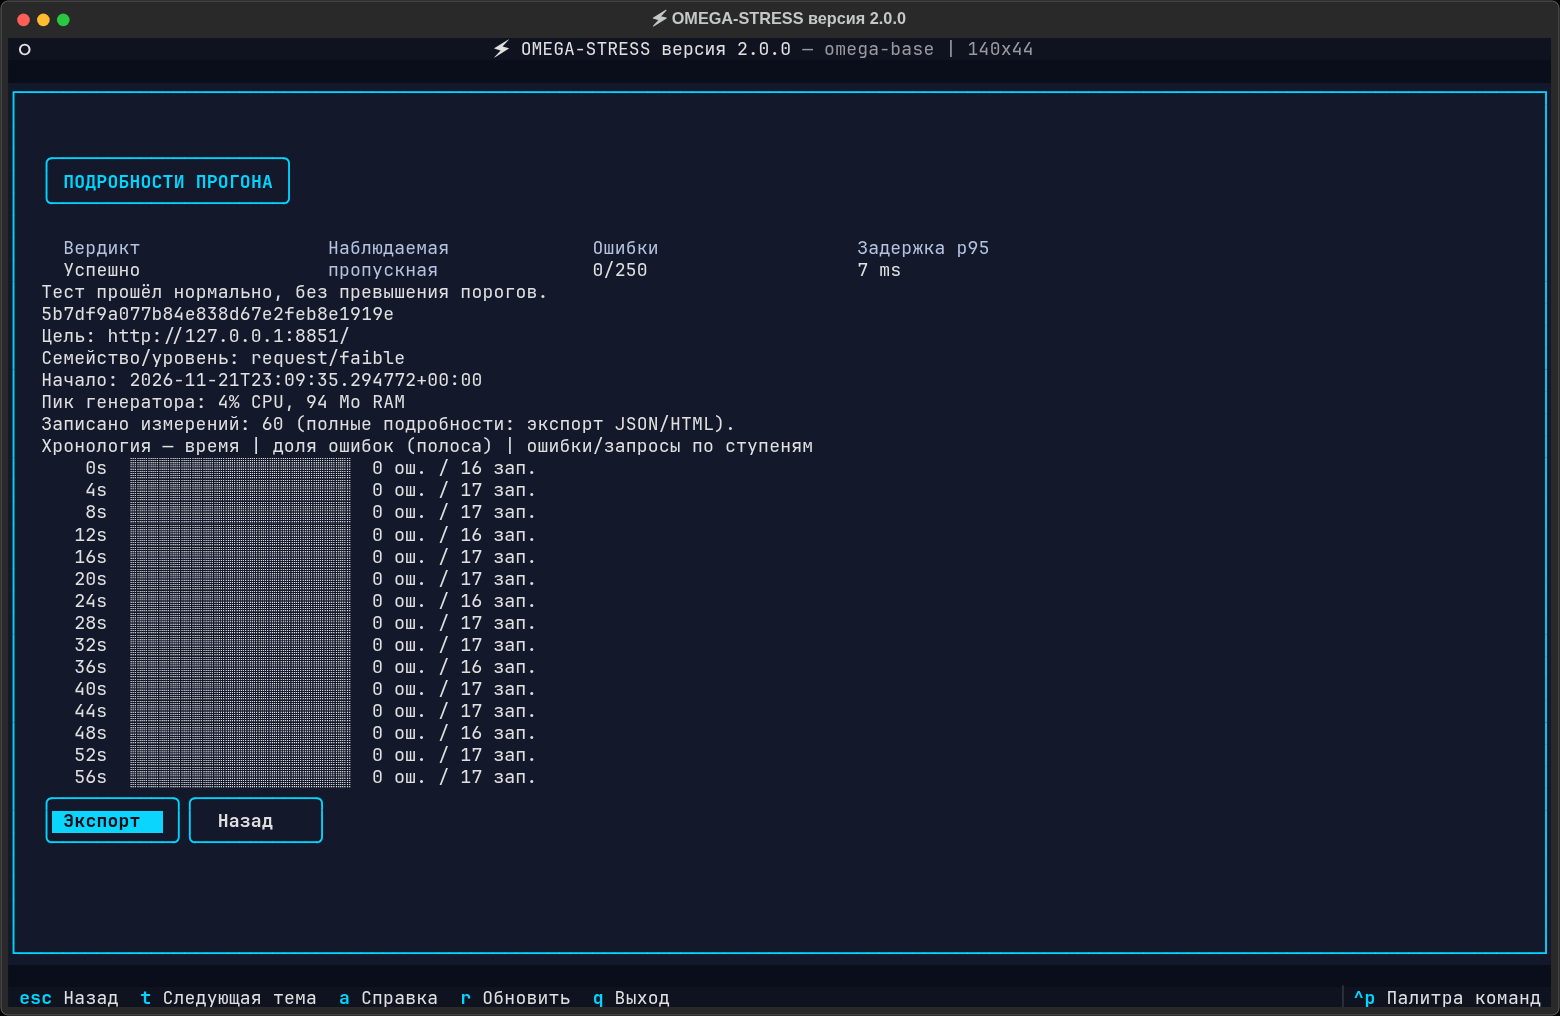 ⚡ OMEGA-STRESS версия 2.0.0
⚡ OMEGA-STRESS версия 2.0.0 — omega-base | 140x44
ПОДРОБНОСТИ ПРОГОНА
Вердикт Наблюдаемая Ошибки Задержка p95
Успешно пропускная 0/250 7 ms
Тест прошёл нормально, без превышения порогов.
5b7df9a077b84e838d67e2feb8e1919e
Цель: http://127.0.0.1:8851/
Семейство/уровень: request/faible
Начало: 2026-11-21T23:09:35.294772+00:00
Пик генератора: 4% CPU, 94 Mo RAM
Записано измерений: 60 (полные подробности: экспорт JSON/HTML).
Хронология — время | доля ошибок (полоса) | ошибки/запросы по ступеням
0s 0 ош. / 16 зап.
4s 0 ош. / 17 зап.
8s 0 ош. / 17 зап.
12s 0 ош. / 16 зап.
16s 0 ош. / 17 зап.
20s 0 ош. / 17 зап.
24s 0 ош. / 16 зап.
28s 0 ош. / 17 зап.
32s 0 ош. / 17 зап.
36s 0 ош. / 16 зап.
40s 0 ош. / 17 зап.
44s 0 ош. / 17 зап.
48s 0 ош. / 16 зап.
52s 0 ош. / 17 зап.
56s 0 ош. / 17 зап.
Экспорт Назад
esc Назад t Следующая тема a Справка r Обновить q Выход ^p Палитра команд